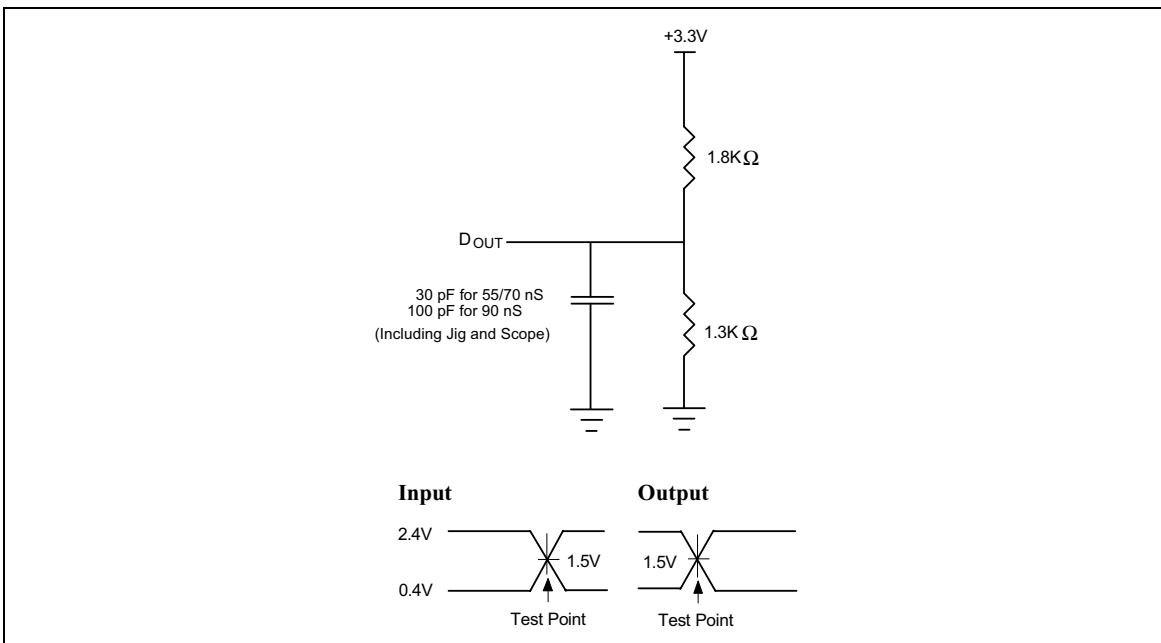 +3.3V
1.8KΩ
DOUT
30 pF for 55/70 nS
100 pF for 90 nS
(Including Jig and Scope)
1.3KΩ
Input
Output
2.4V
1.5V
1.5V
0.4V
Test Point
Test Point